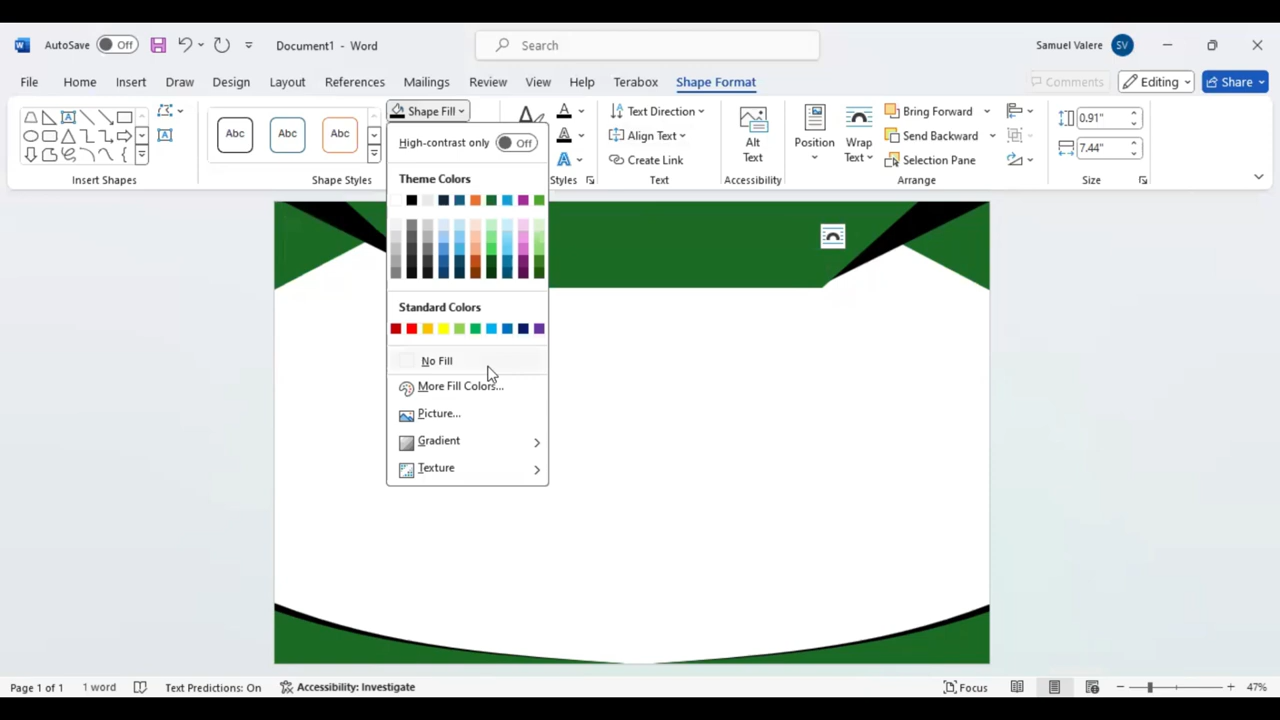 AutoSave Off Document1 - Word Search Samuel Valere SV
File Home Insert Draw Design Layout References Mailings Review View Help Terabox Shape Format Comments Editing Share
Shape Fill Text Direction Bring Forward 0.91"
Abc Abc Abc High-contrast only Off Align Text Alt Text Position Wrap Text Send Backward 7.44"
Create Link Selection Pane
Insert Shapes Shape Styles Styles Text Accessibility Arrange Size
Theme Colors
Standard Colors
No Fill
More Fill Colors...
Picture...
Gradient
Texture
Page 1 of 1 1 word Text Predictions: On Accessibility: Investigate Focus 47%